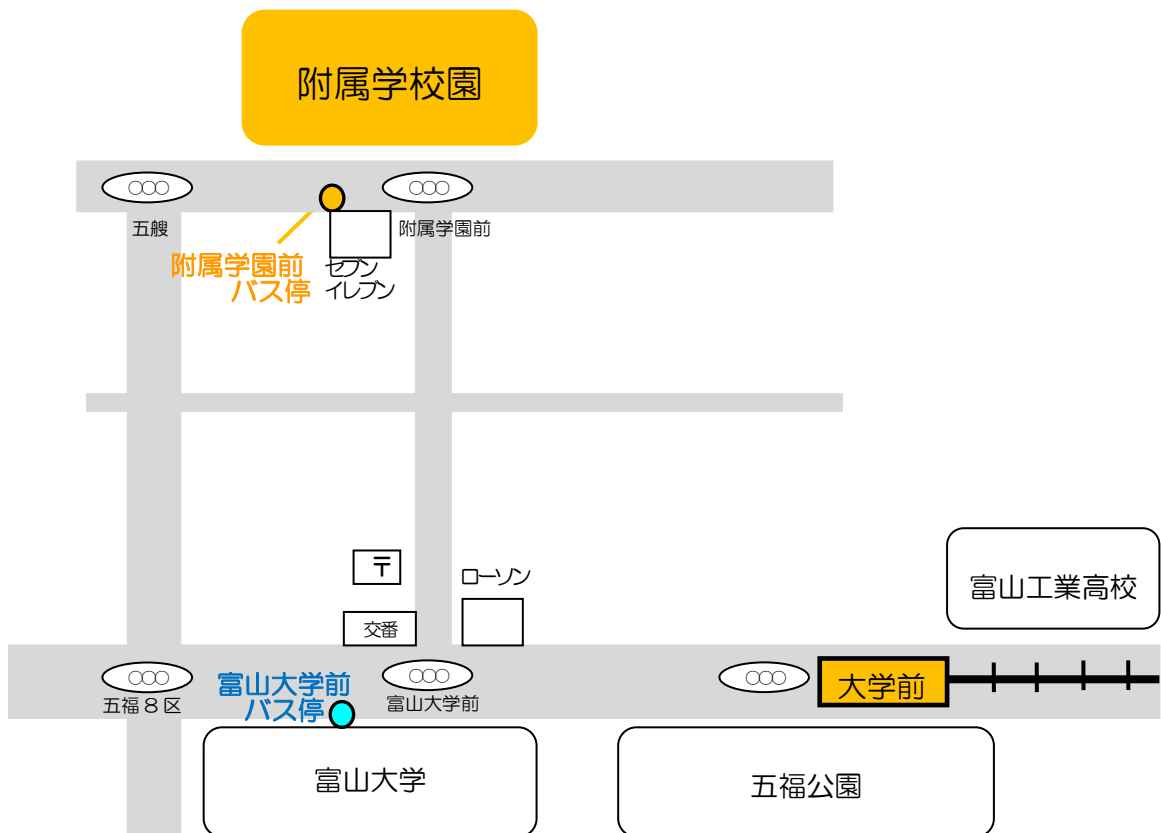 附属学校園
五艘
附属学園前
附属学園前
バス停
セブン
イレブン
〒
ローソン
富山工業高校
交番
富山大学前
バス停
五福８区
富山大学前
大学前
富山大学
五福公園